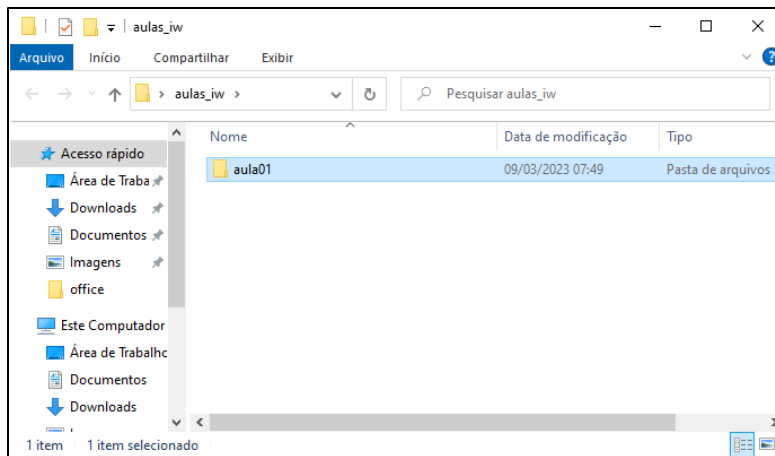 aulas_iw
Arquivo Início Compartilhar Exibir
aulas_iw
Pesquisar aulas_iw
Nome Data de modificação Tipo
Acesso rápido
aula01 09/03/2023 07:49 Pasta de arquivos
Área de Traba
Downloads
Documentos
Imagens
office
Este Computador
Área de Trabalho
Documentos
Downloads
1 item 1 item selecionado